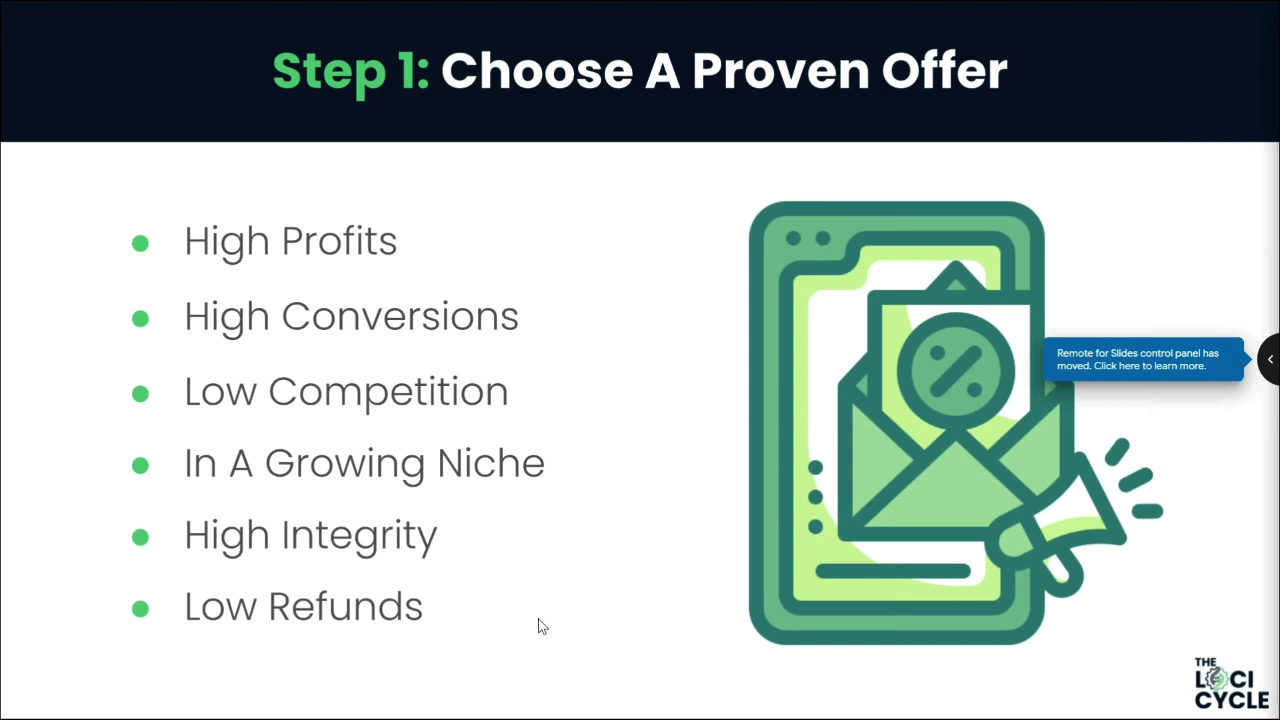 Step 1: Choose A Proven Offer
High Profits
High Conversions
Low Competition
In A Growing Niche
High Integrity
Low Refunds
Remote for Slides control panel has
moved. Click here to learn more.
THE
LOCI
CYCLE